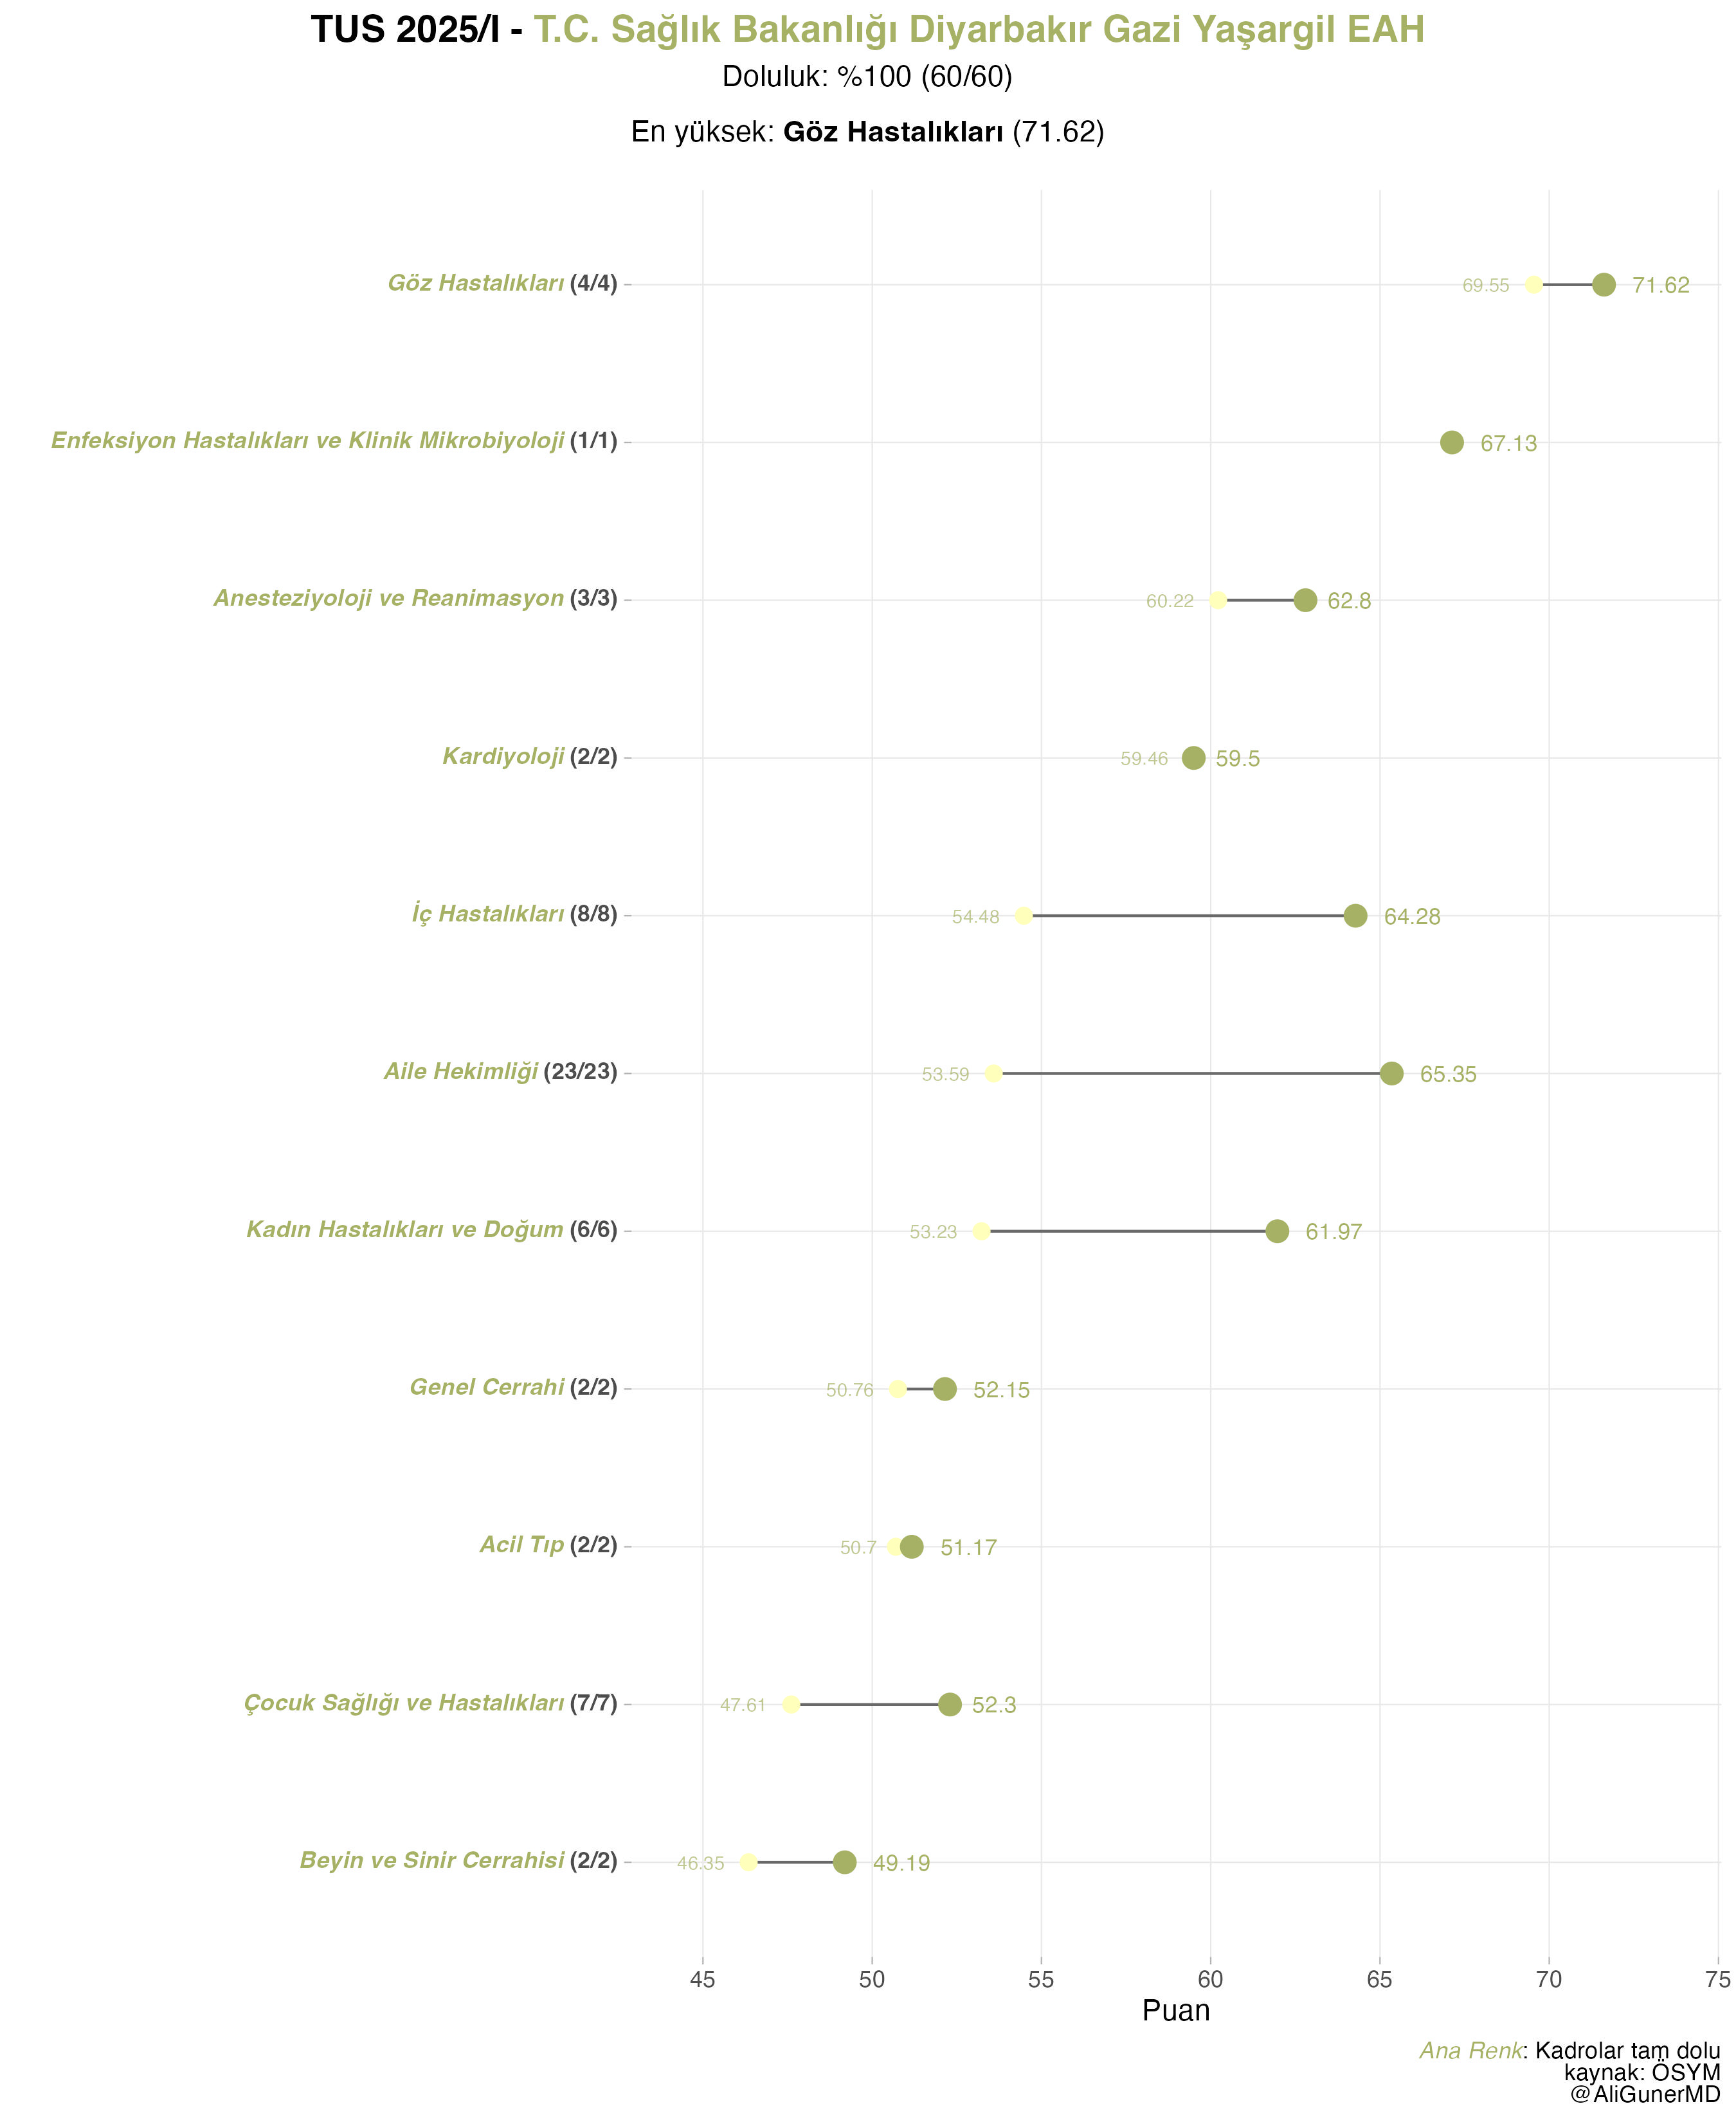 TUS 2025/I - T.C. Sağlık Bakanlığı Diyarbakır Gazi Yaşargil EAH
Doluluk: %100 (60/60)
En yüksek: Göz Hastalıkları (71.62)
Göz Hastalıkları (4/4) 69.55 71.62
Enfeksiyon Hastalıkları ve Klinik Mikrobiyoloji (1/1) 67.13
Anesteziyoloji ve Reanimasyon (3/3) 60.22 62.8
Kardiyoloji (2/2) 59.46 59.5
İç Hastalıkları (8/8) 54.48 64.28
Aile Hekimliği (23/23) 53.59 65.35
Kadın Hastalıkları ve Doğum (6/6) 53.23 61.97
Genel Cerrahi (2/2) 50.76 52.15
Acil Tıp (2/2) 50.7 51.17
Çocuk Sağlığı ve Hastalıkları (7/7) 47.61 52.3
Beyin ve Sinir Cerrahisi (2/2) 46.35 49.19
45 50 55 60 65 70 75
Puan
Ana Renk: Kadrolar tam dolu
kaynak: ÖSYM
@AliGunerMD